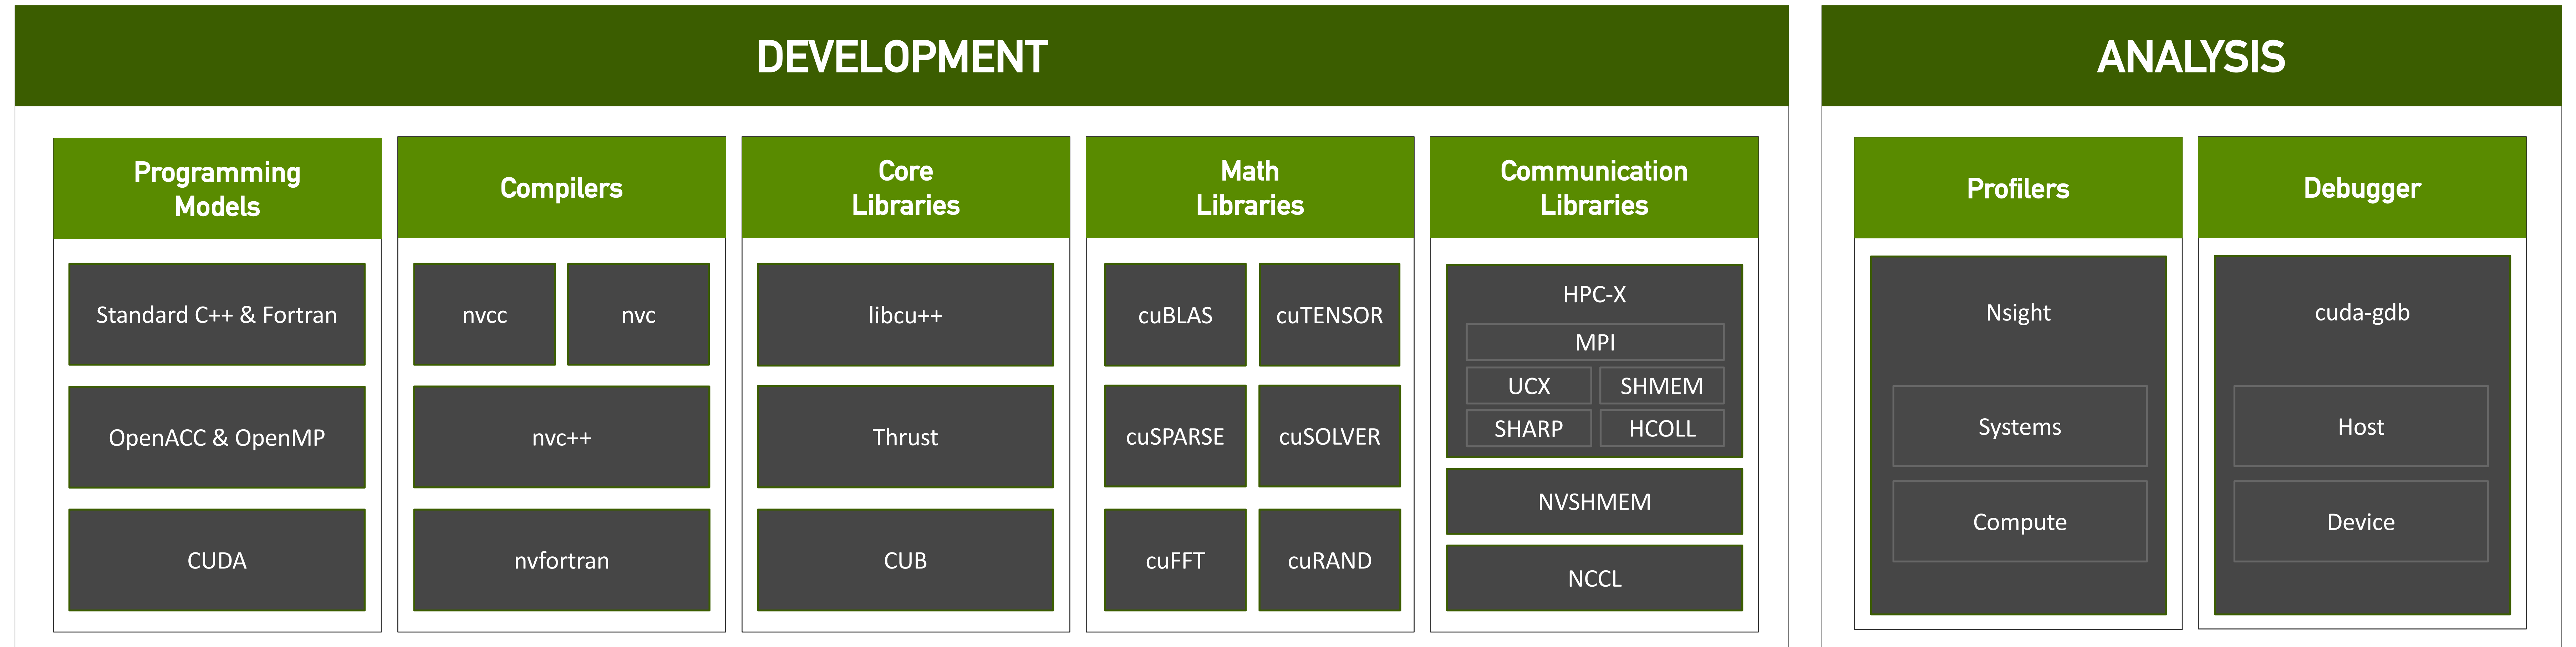 DEVELOPMENT
Programming
Models
Standard C++ & Fortran
OpenACC & OpenMP
CUDA
Compilers
nvcc
nvc
nvc++
nvfortran
Core
Libraries
libcu++
Thrust
CUB
Math
Libraries
cuBLAS
cuTENSOR
cuSPARSE
cuSOLVER
cuFFT
cuRAND
Communication
Libraries
HPC-X
MPI
UCX
SHMEM
SHARP
HCOLL
NVSHMEM
NCCL
ANALYSIS
Profilers
Nsight
Systems
Compute
Debugger
cuda-gdb
Host
Device